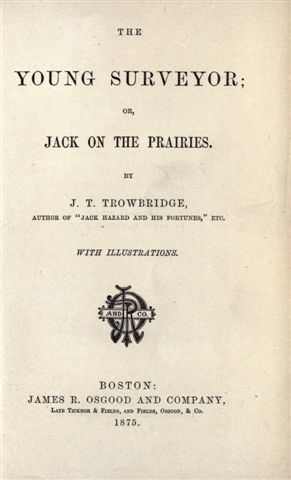 THE
YOUNG SURVEYOR;
OR,
JACK ON THE PRAIRIES.
BY
J. T. TROWBRIDGE,
AUTHOR OF "JACK HAZARD AND HIS FORTUNES," ETC.
WITH ILLUSTRATIONS.
AND CO.
BOSTON:
JAMES R. OSGOOD AND COMPANY,
LATE TICKNOR & FIELDS, AND FIELDS, OSGOOD, & CO.
1875.